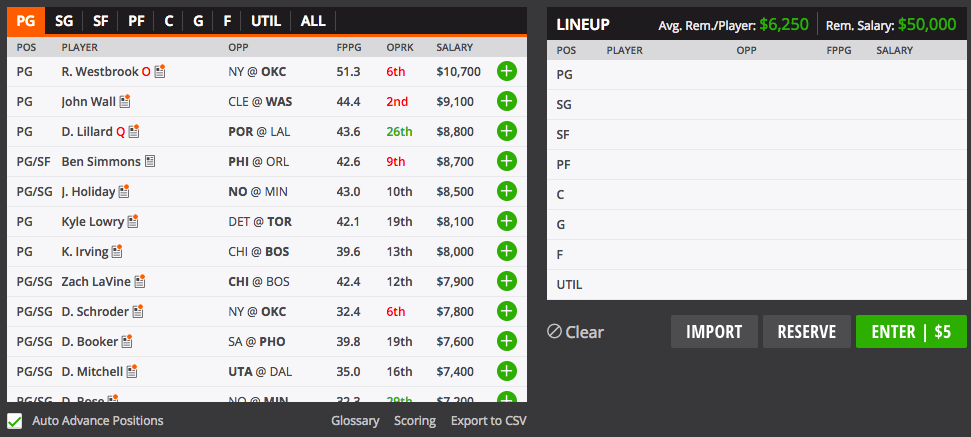 PG SG SF PF C G F UTIL ALL
POS PLAYER OPP FPPG OPRK SALARY
PG R. Westbrook O NY @ OKC 51.3 6th $10,700
PG John Wall CLE @ WAS 44.4 2nd $9,100
PG D. Lillard Q POR @ LAL 43.6 26th $8,800
PG/SF Ben Simmons PHI @ ORL 42.6 9th $8,700
PG/SG J. Holiday NO @ MIN 43.0 10th $8,500
PG Kyle Lowry DET @ TOR 42.1 19th $8,100
PG K. Irving CHI @ BOS 39.6 13th $8,000
PG/SG Zach LaVine CHI @ BOS 42.4 12th $7,900
PG/SG D. Schroder NY @ OKC 32.4 6th $7,800
PG/SG D. Booker SA @ PHO 39.8 19th $7,600
PG/SG D. Mitchell UTA @ DAL 35.0 16th $7,400
PG/SG D. Rose NO @ MIN 32.3 29th $7,200
Auto Advance Positions Glossary Scoring Export to CSV
LINEUP Avg. Rem./Player: $6,250 Rem. Salary: $50,000
POS PLAYER OPP FPPG SALARY
PG
SG
SF
PF
C
G
F
UTIL
Clear IMPORT RESERVE ENTER | $5